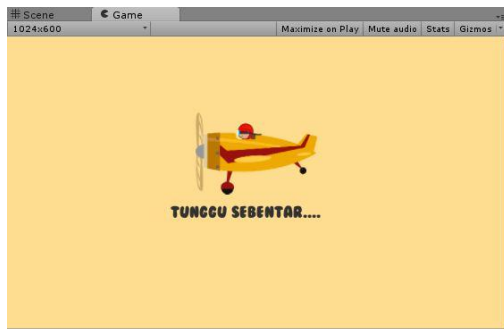 Scene Game
1024x600 Maximize on Play Mute audio Stats Gizmos
TUNGGU SEBENTAR....